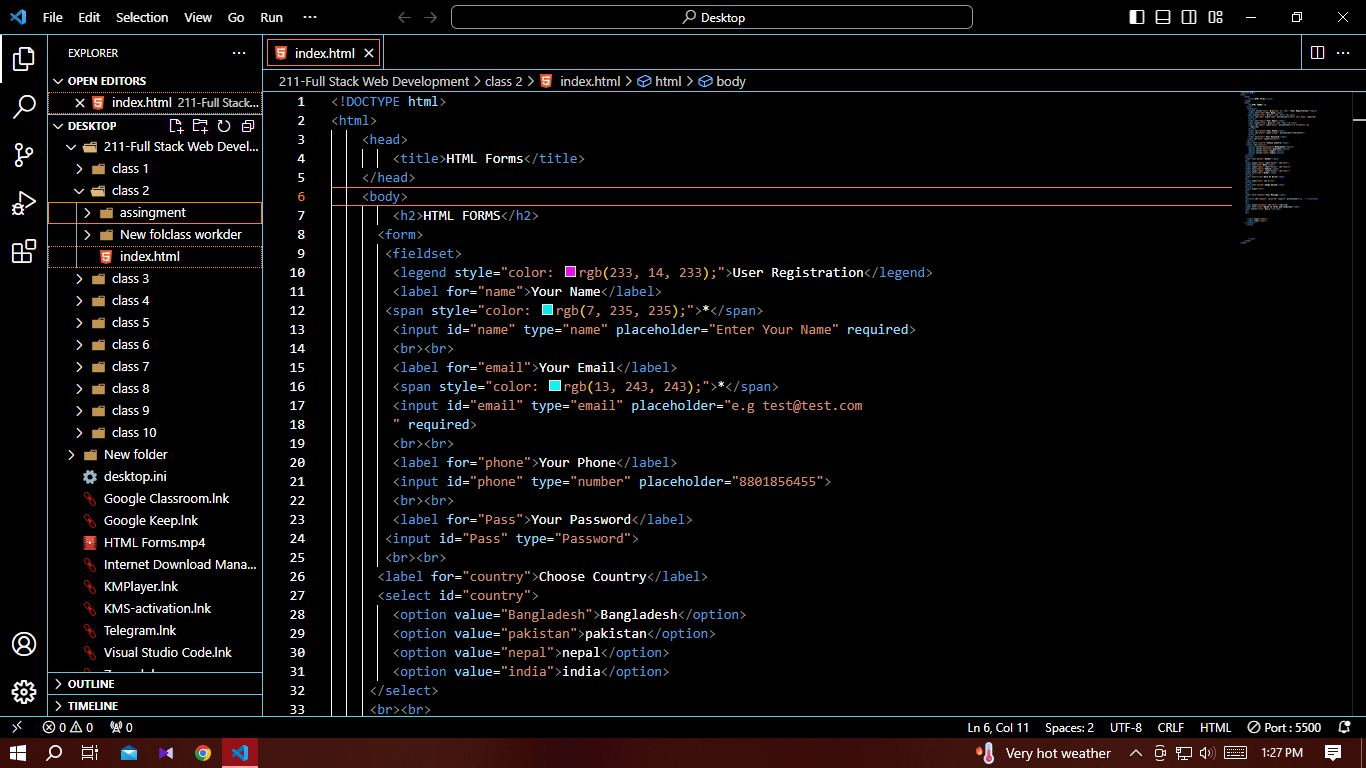 File Edit Selection View Go Run ··· Desktop
EXPLORER ···
index.html
OPEN EDITORS
index.html 211-Full Stack...
DESKTOP
211-Full Stack Web Devel...
class 1
class 2
assingment
New folclass workder
index.html
class 3
class 4
class 5
class 6
class 7
class 8
class 9
class 10
New folder
desktop.ini
Google Classroom.lnk
Google Keep.lnk
HTML Forms.mp4
Internet Download Mana...
KMPlayer.lnk
KMS-activation.lnk
Telegram.lnk
Visual Studio Code.lnk
OUTLINE
TIMELINE
211-Full Stack Web Development > class 2 > index.html > html > body
1 <!DOCTYPE html>
2 <html>
3 <head>
4 <title>HTML Forms</title>
5 </head>
6 <body>
7 <h2>HTML FORMS</h2>
8 <form>
9 <fieldset>
10 <legend style="color: rgb(233, 14, 233);">User Registration</legend>
11 <label for="name">Your Name</label>
12 <span style="color: rgb(7, 235, 235);">*</span>
13 <input id="name" type="name" placeholder="Enter Your Name" required>
14 <br><br>
15 <label for="email">Your Email</label>
16 <span style="color: rgb(13, 243, 243);">*</span>
17 <input id="email" type="email" placeholder="e.g test@test.com
18 " required>
19 <br><br>
20 <label for="phone">Your Phone</label>
21 <input id="phone" type="number" placeholder="8801856455">
22 <br><br>
23 <label for="Pass">Your Password</label>
24 <input id="Pass" type="Password">
25 <br><br>
26 <label for="country">Choose Country</label>
27 <select id="country">
28 <option value="Bangladesh">Bangladesh</option>
29 <option value="pakistan">pakistan</option>
30 <option value="nepal">nepal</option>
31 <option value="india">india</option>
32 </select>
33 <br><br>
0 0 0 Ln 6, Col 11 Spaces: 2 UTF-8 CRLF HTML Port : 5500
Very hot weather 1:27 PM